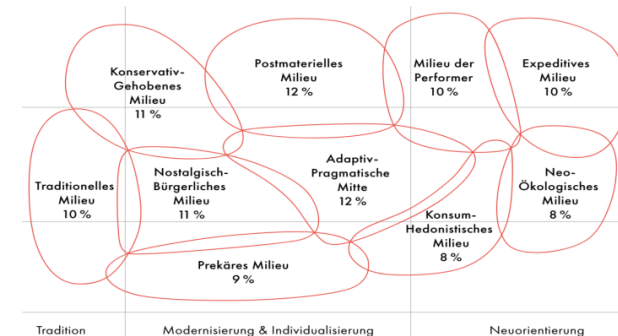 Konservativ-
Gehobenes
Milieu
11 %
Postmaterielles
Milieu
12 %
Milieu der
Performer
10 %
Expeditives
Milieu
10 %
Traditionelles
Milieu
10 %
Nostalgisch-
Bürgerliches
Milieu
11 %
Adaptiv-
Pragmatische
Mitte
12 %
Konsum-
Hedonistisches
Milieu
8 %
Neo-
Ökologisches
Milieu
8 %
Prekäres Milieu
9 %
Tradition
Modernisierung & Individualisierung
Neuorientierung